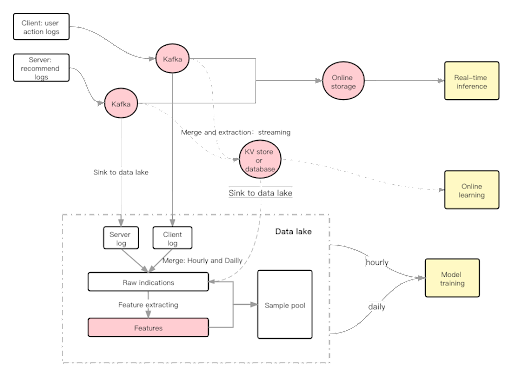 Client: user
action logs
Server:
recommend
logs
Kafka
Kafka
Online
storage
Real-time
inference
Merge and extraction: streaming
KV store
or
database
Sink to data lake
Sink to data lake
Online
learning
Data lake
Server
log
Client
log
Merge: Hourly and Dailly
Raw indications
Feature extracting
Features
Sample pool
hourly
daily
Model
training